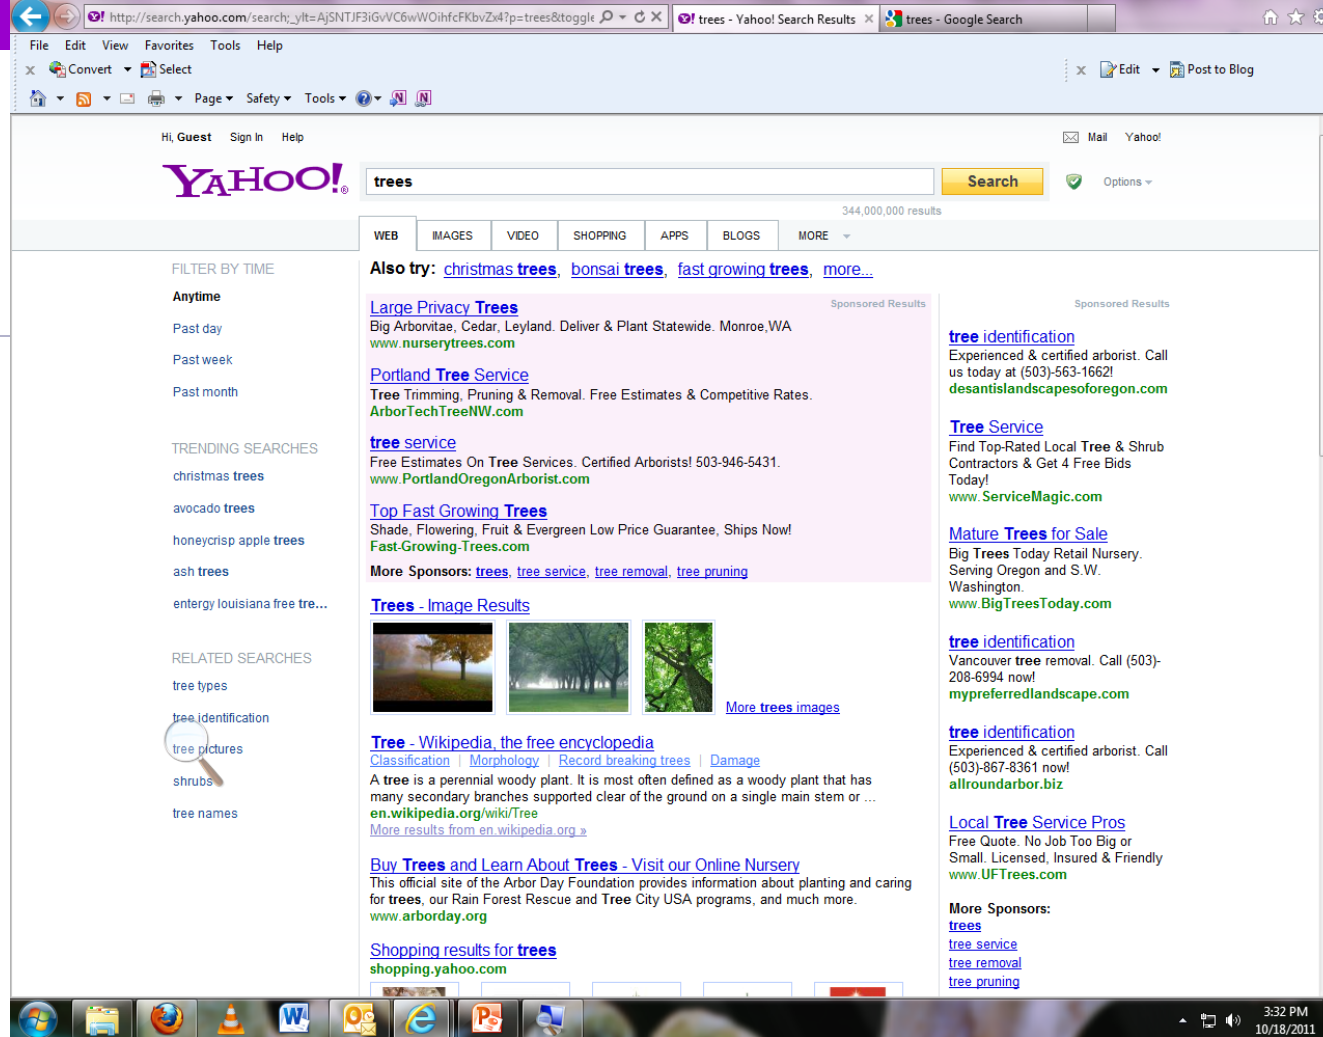 http://search.yahoo.com/search;_ylt=AjSNTJF3iGvVC6wWOihfcFKbvZx4?p=trees&toggle
trees - Yahoo! Search Results
trees - Google Search
File Edit View Favorites Tools Help
x Convert Select
x Edit Post to Blog
Page Safety Tools
Hi, Guest Sign In Help
Mail Yahoo!
YAHOO!®
trees
Search
Options
344,000,000 results
WEB IMAGES VIDEO SHOPPING APPS BLOGS MORE
FILTER BY TIME
Anytime
Past day
Past week
Past month
TRENDING SEARCHES
christmas trees
avocado trees
honeycrisp apple trees
ash trees
entergy louisiana free tre...
RELATED SEARCHES
tree types
tree identification
tree pictures
shrubs
tree names
Also try: christmas trees, bonsai trees, fast growing trees, more...
Sponsored Results
Large Privacy Trees
Big Arborvitae, Cedar, Leyland. Deliver & Plant Statewide. Monroe,WA
www.nurserytrees.com
Portland Tree Service
Tree Trimming, Pruning & Removal. Free Estimates & Competitive Rates.
ArborTechTreeNW.com
tree service
Free Estimates On Tree Services. Certified Arborists! 503-946-5431.
www.PortlandOregonArborist.com
Top Fast Growing Trees
Shade, Flowering, Fruit & Evergreen Low Price Guarantee, Ships Now!
Fast-Growing-Trees.com
More Sponsors: trees, tree service, tree removal, tree pruning
Trees - Image Results
More trees images
Tree - Wikipedia, the free encyclopedia
Classification | Morphology | Record breaking trees | Damage
A tree is a perennial woody plant. It is most often defined as a woody plant that has
many secondary branches supported clear of the ground on a single main stem or ...
en.wikipedia.org/wiki/Tree
More results from en.wikipedia.org »
Buy Trees and Learn About Trees - Visit our Online Nursery
This official site of the Arbor Day Foundation provides information about planting and caring
for trees, our Rain Forest Rescue and Tree City USA programs, and much more.
www.arborday.org
Shopping results for trees
shopping.yahoo.com
Sponsored Results
tree identification
Experienced & certified arborist. Call
us today at (503)-563-1662!
desantislandscapesoforegon.com
Tree Service
Find Top-Rated Local Tree & Shrub
Contractors & Get 4 Free Bids
Today!
www.ServiceMagic.com
Mature Trees for Sale
Big Trees Today Retail Nursery.
Serving Oregon and S.W.
Washington.
www.BigTreesToday.com
tree identification
Vancouver tree removal. Call (503)-
208-6994 now!
mypreferredlandscape.com
tree identification
Experienced & certified arborist. Call
(503)-867-8361 now!
allroundarbor.biz
Local Tree Service Pros
Free Quote. No Job Too Big or
Small. Licensed, Insured & Friendly
www.UFTrees.com
More Sponsors:
trees
tree service
tree removal
tree pruning
3:32 PM
10/18/2011